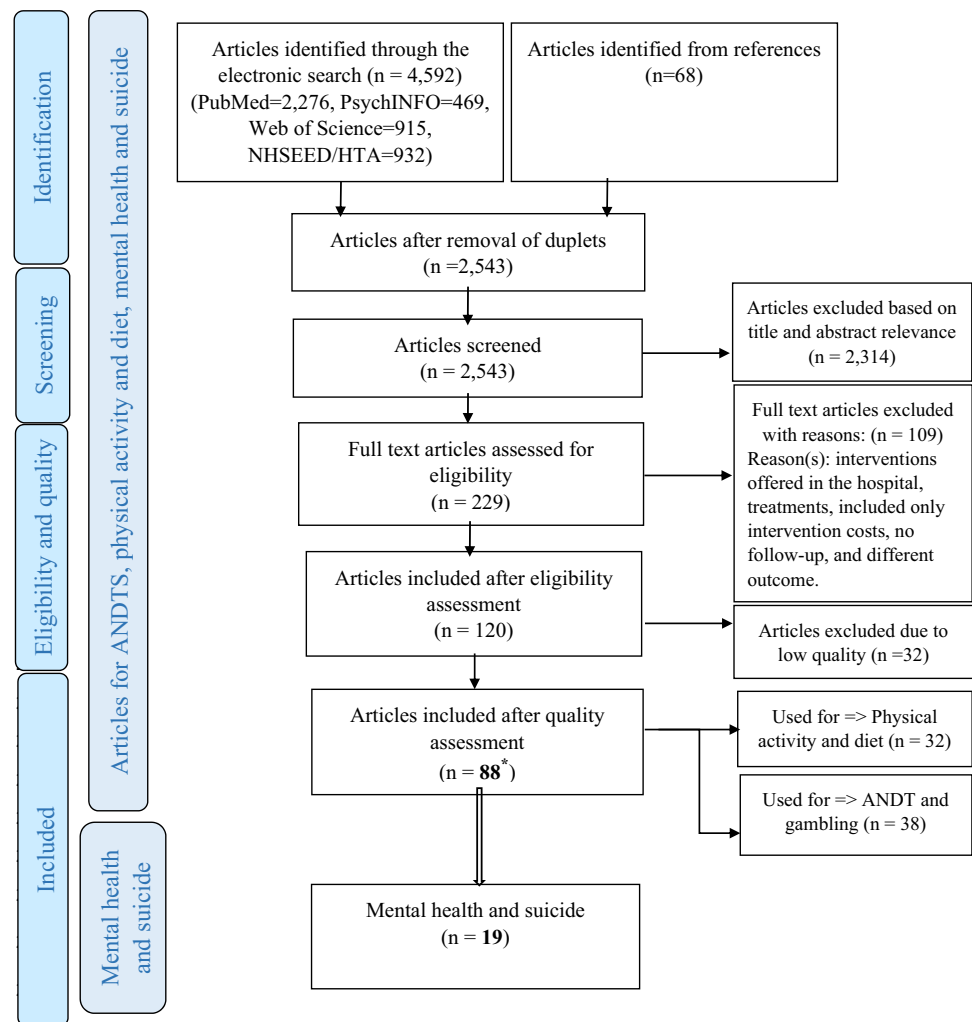 Identification
Screening
Eligibility and quality
Included
Articles for ANDTS, physical activity and diet, mental health and suicide
Mental health
and suicide
Articles identified through the
electronic search (n = 4,592)
(PubMed=2,276, PsychINFO=469,
Web of Science=915,
NHSEED/HTA=932)
Articles identified from references
(n=68)
Articles after removal of duplets
(n =2,543)
Articles screened
(n = 2,543)
Articles excluded based on
title and abstract relevance
(n = 2,314)
Full text articles assessed for
eligibility
(n = 229)
Full text articles excluded
with reasons: (n = 109)
Reason(s): interventions
offered in the hospital,
treatments, included only
intervention costs, no
follow-up, and different
outcome.
Articles included after eligibility
assessment
(n = 120)
Articles excluded due to
low quality (n =32)
Articles included after quality
assessment
(n = 88*)
Used for => Physical
activity and diet (n = 32)
Used for => ANDT and
gambling (n = 38)
Mental health and suicide
(n = 19)